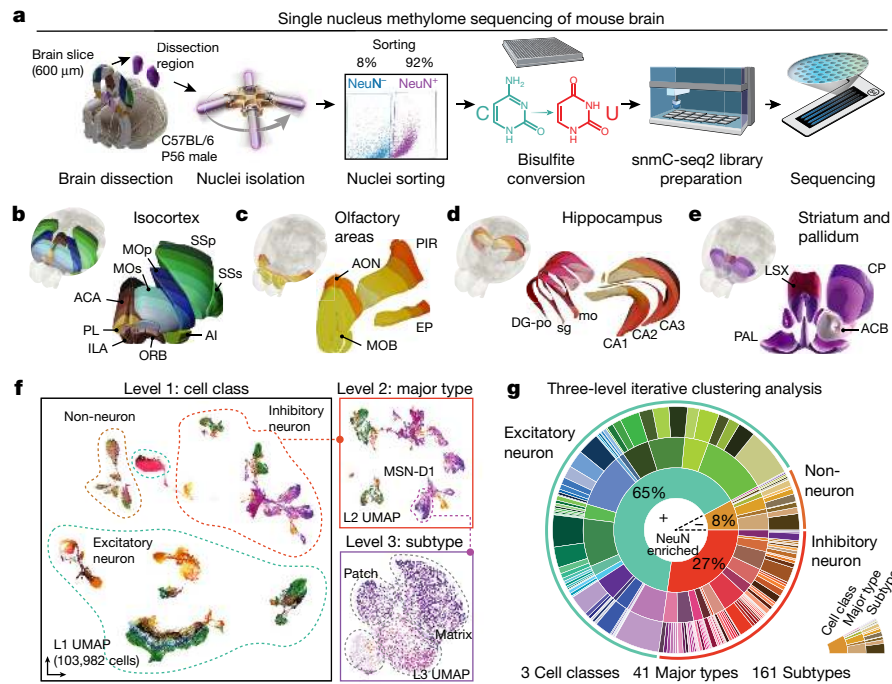 a
Single nucleus methylome sequencing of mouse brain
Brain slice
(600 μm)
Dissection
region
C57BL/6
P56 male
Sorting
8% 92%
NeuN⁻ NeuN⁺
NH₂
N
N
H
O
C
O
NH
N
H
O
U
Brain dissection
Nuclei isolation
Nuclei sorting
Bisulfite
conversion
snmC-seq2 library
preparation
Sequencing
b
Isocortex
MOp
SSp
MOs
SSs
ACA
PL
ILA
ORB
AI
c
Olfactory
areas
AON
PIR
EP
MOB
d
Hippocampus
DG-po
sg
mo
CA1
CA2
CA3
e
Striatum and
pallidum
LSX
CP
PAL
ACB
f
Level 1: cell class
Non-neuron
Inhibitory
neuron
Excitatory
neuron
L1 UMAP
(103,982 cells)
Level 2: major type
MSN-D1
L2 UMAP
Level 3: subtype
Patch
Matrix
L3 UMAP
g
Three-level iterative clustering analysis
Excitatory
neuron
Non-
neuron
Inhibitory
neuron
65%
8%
27%
+
NeuN
enriched
Cell class
Major type
Subtype
3 Cell classes 41 Major types 161 Subtypes